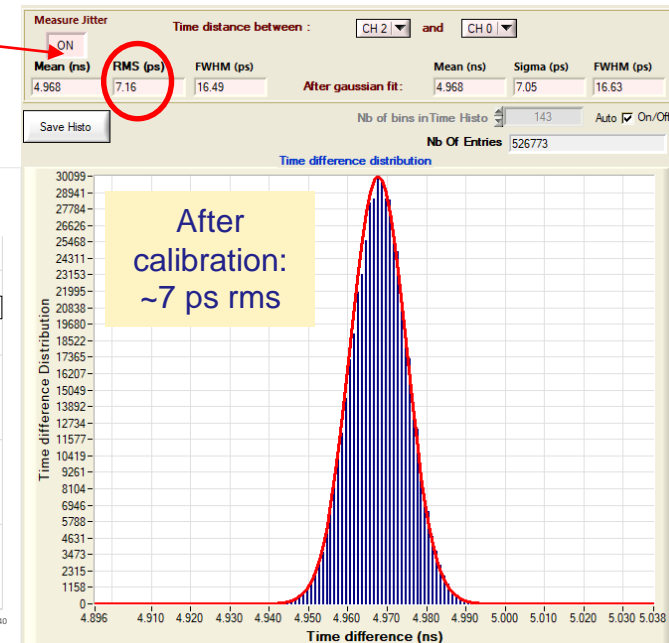 Measure Jitter
Time distance between : CH 2 and CH 0
ON
Mean (ns) RMS (ps) FWHM (ps) Mean (ns) Sigma (ps) FWHM (ps)
4.968 7.16 16.49 After gaussian fit: 4.968 7.05 16.63
Save Histo
Nb of bins in Time Histo 143 Auto On/Off
Nb Of Entries 526773
Time difference distribution
Time difference Distribution
30099
28941
27784
26626
25468
24311
23153
21995
20838
19680
18522
17365
16207
15049
13892
12734
11577
10419
9261
8104
6946
5788
4631
3473
2315
1158
0
After
calibration:
~7 ps rms
4.896 4.910 4.920 4.930 4.940 4.950 4.960 4.970 4.980 4.990 5.000 5.010 5.020 5.030 5.038
Time difference (ns)